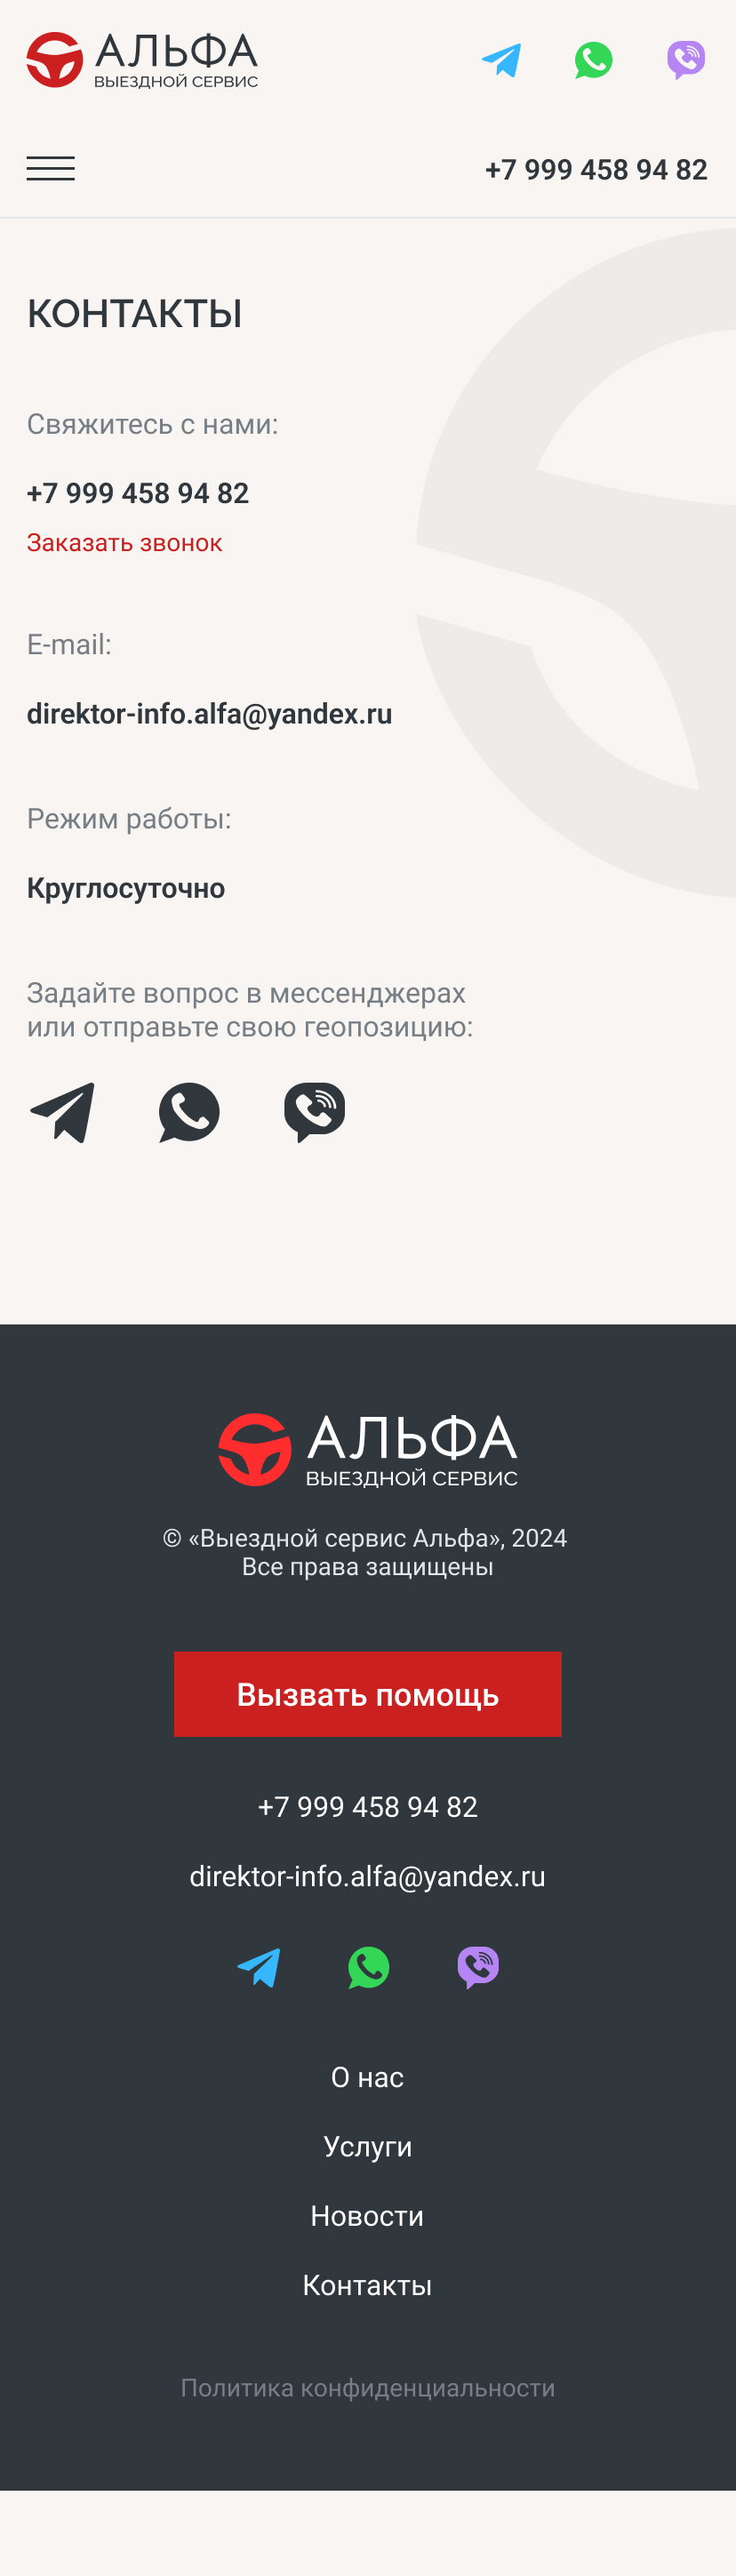 АЛЬФА
ВЫЕЗДНОЙ СЕРВИС
+7 999 458 94 82
КОНТАКТЫ
Свяжитесь с нами:
+7 999 458 94 82
Заказать звонок
E-mail:
direktor-info.alfa@yandex.ru
Режим работы:
Круглосуточно
Задайте вопрос в мессенджерах
или отправьте свою геопозицию:
АЛЬФА
ВЫЕЗДНОЙ СЕРВИС
© «Выездной сервис Альфа», 2024
Все права защищены
Вызвать помощь
+7 999 458 94 82
direktor-info.alfa@yandex.ru
О нас
Услуги
Новости
Контакты
Политика конфиденциальности